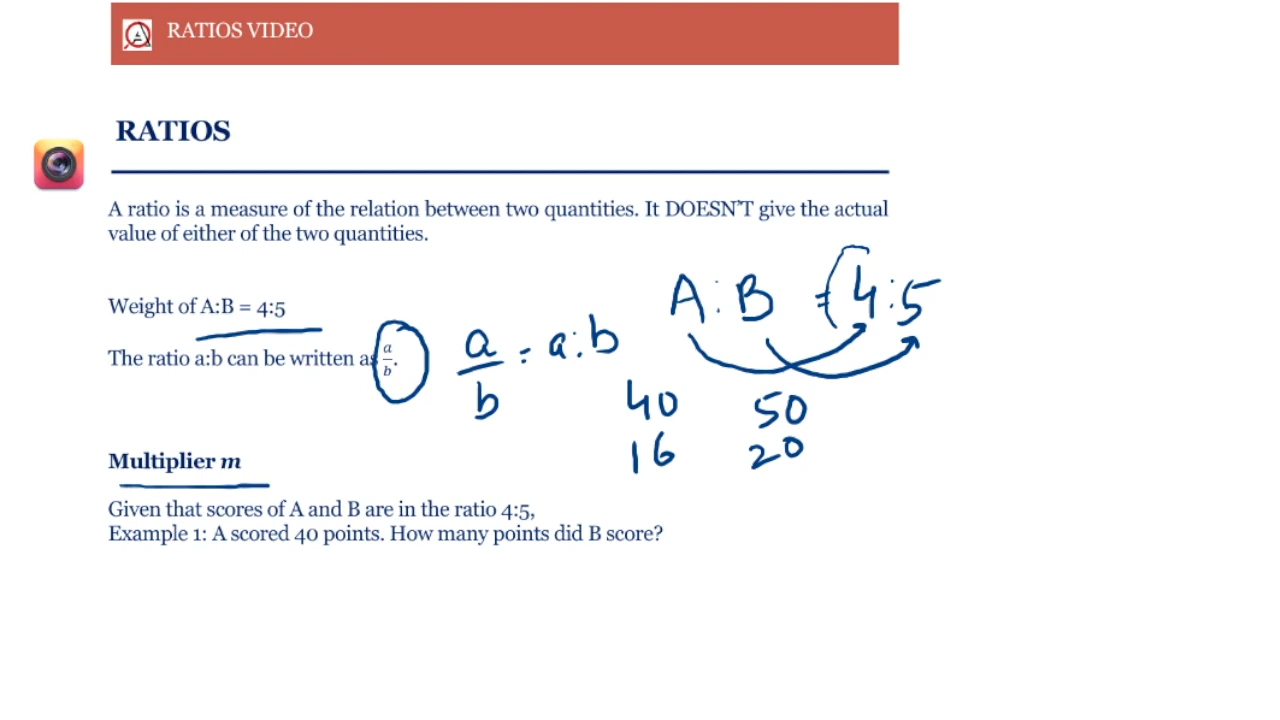 RATIOS VIDEO
RATIOS
A ratio is a measure of the relation between two quantities. It DOESN'T give the actual
value of either of the two quantities.
A:B = 4:5
Weight of A:B = 4:5
The ratio a:b can be written as a/b.
a/b = a:b
40 50
16 20
Multiplier m
Given that scores of A and B are in the ratio 4:5,
Example 1: A scored 40 points. How many points did B score?